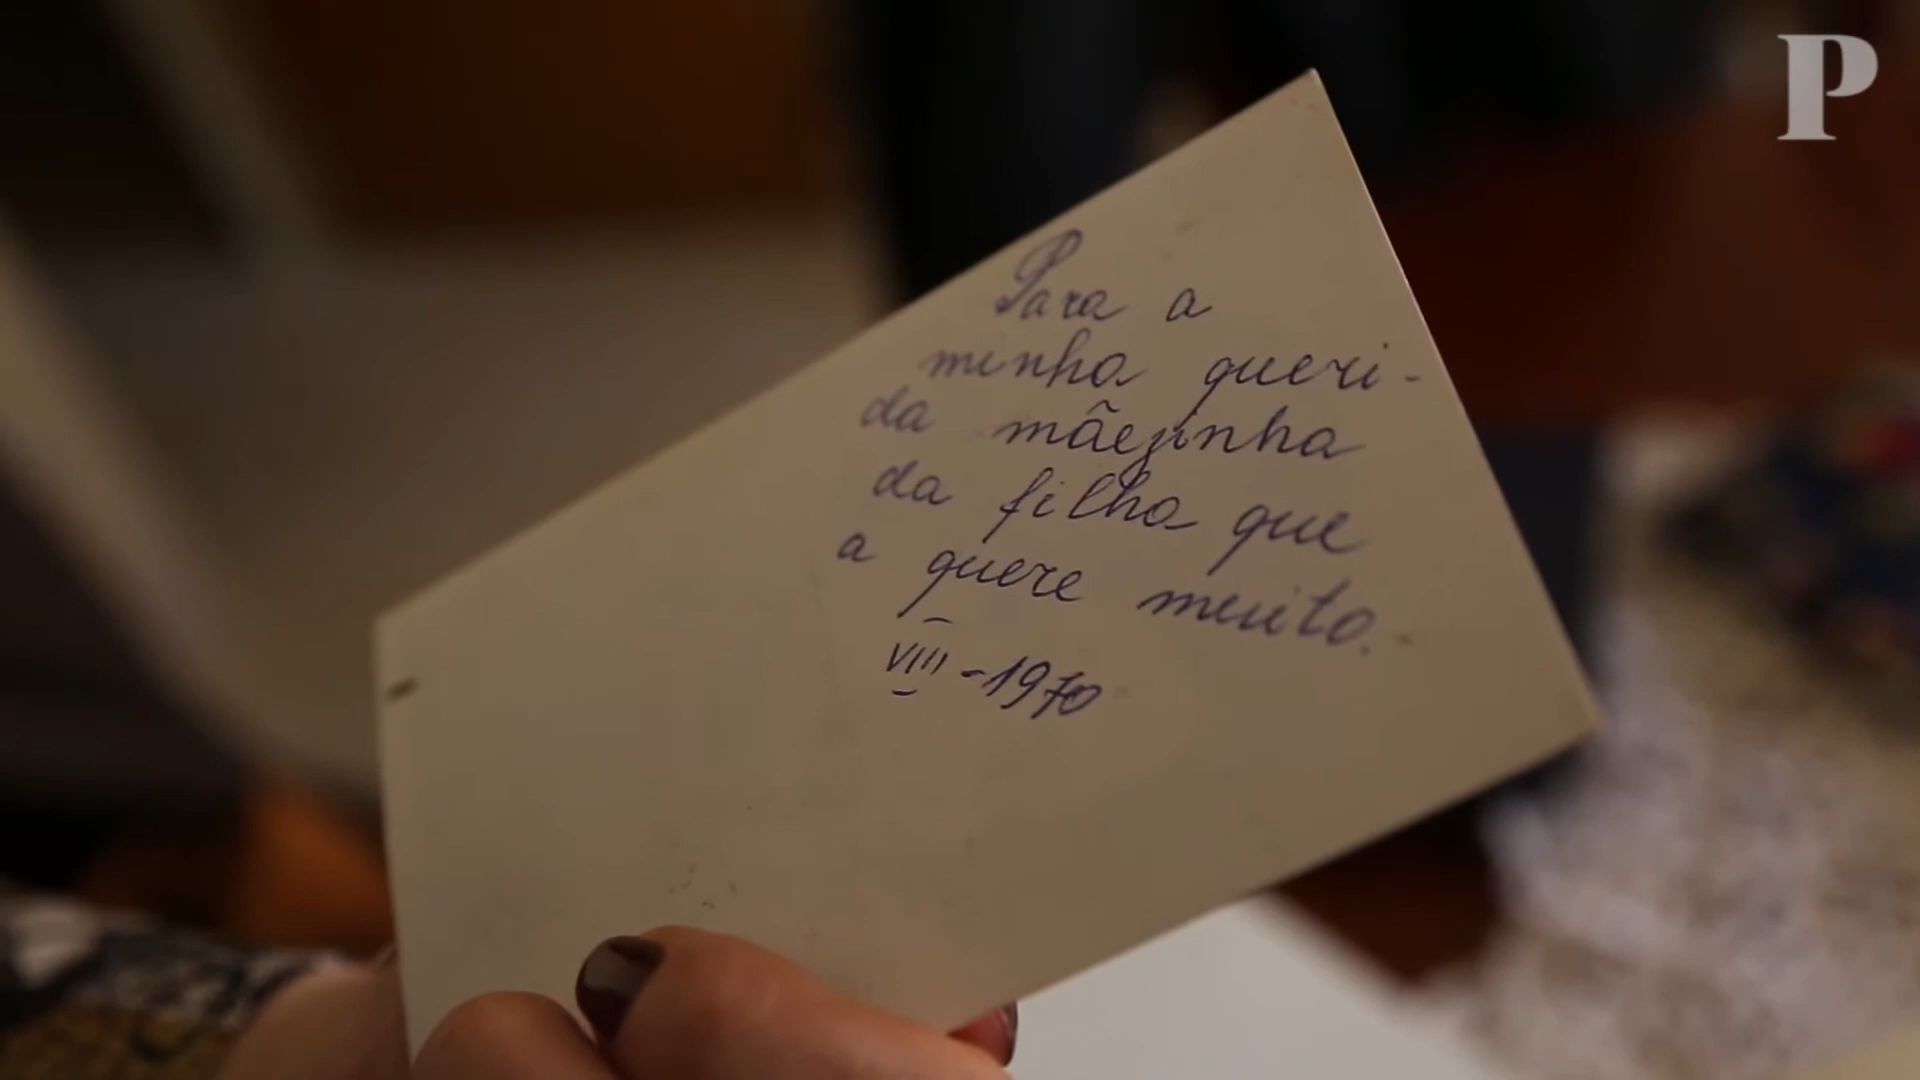 P
Para a
minha queri-
da mãezinha
da filha que
a quere muito.
VIII-1970